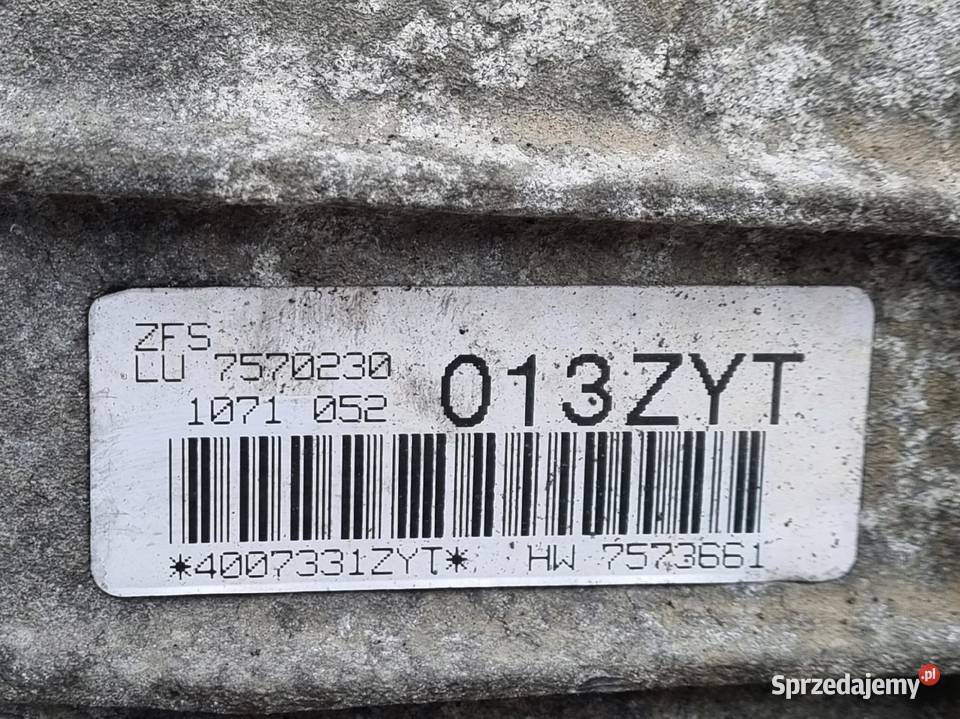 ZFS
LU 7570230
1071 052
013ZYT
*4007331ZYT* HW 7573661
Sprzedajemy.pl